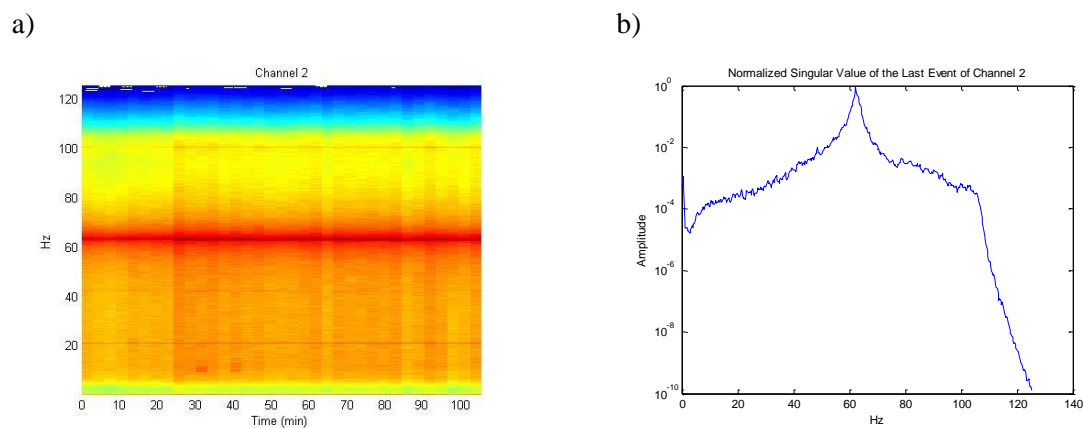 a)
b)
Channel 2
Hz
120
100
80
60
40
20
0 10 20 30 40 50 60 70 80 90 100
Time (min)
Normalized Singular Value of the Last Event of Channel 2
Amplitude
10^0
10^-2
10^-4
10^-6
10^-8
10^-10
0 20 40 60 80 100 120 140
Hz